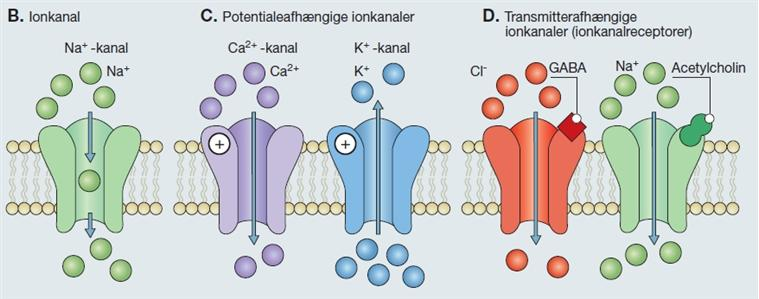 B. Ionkanal
Na⁺ -kanal
Na⁺
C. Potentialeafhængige ionkanaler
Ca²⁺ -kanal
Ca²⁺
+
K⁺ -kanal
K⁺
+
D. Transmitterafhængige
ionkanaler (ionkanalreceptorer)
Cl⁻
GABA
Na⁺
Acetylcholin